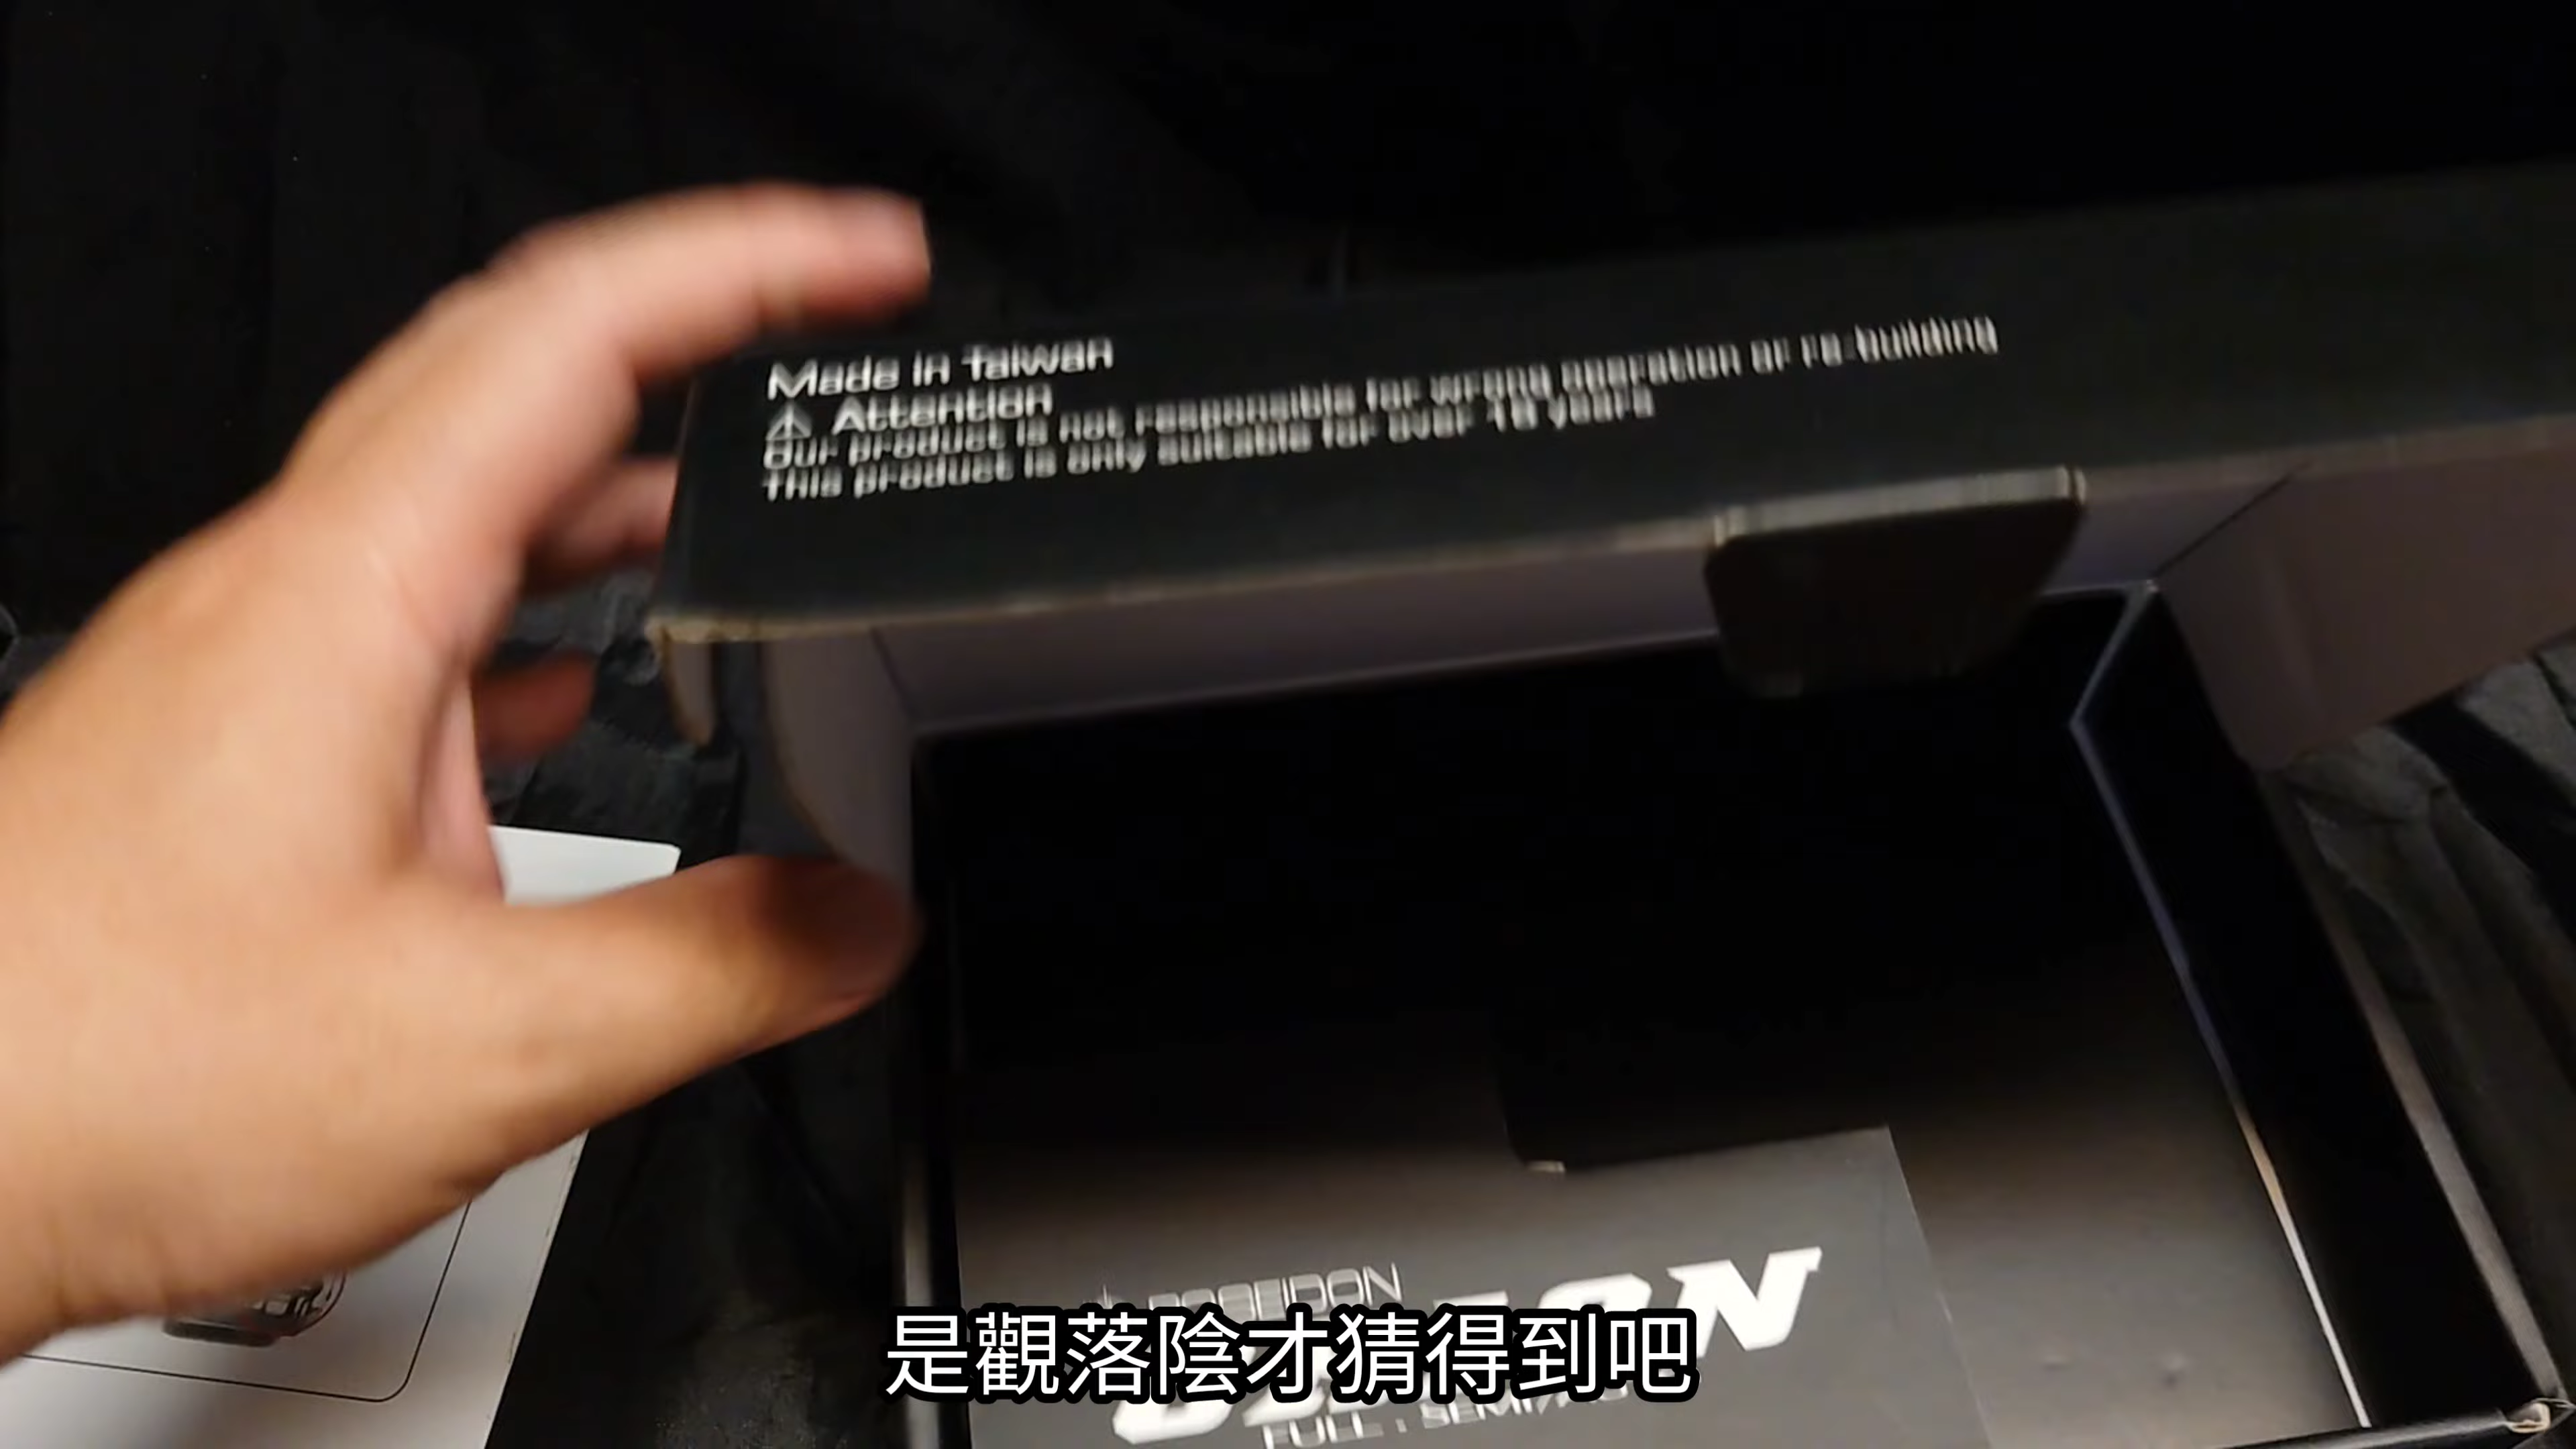 Made in Taiwan
⚠ Attention
Our product is not responsible for wrong operation or re-building
This product is only suitable for over 18 years
POSEIDON
是觀落陰才猜得到吧
FULL : SEMI